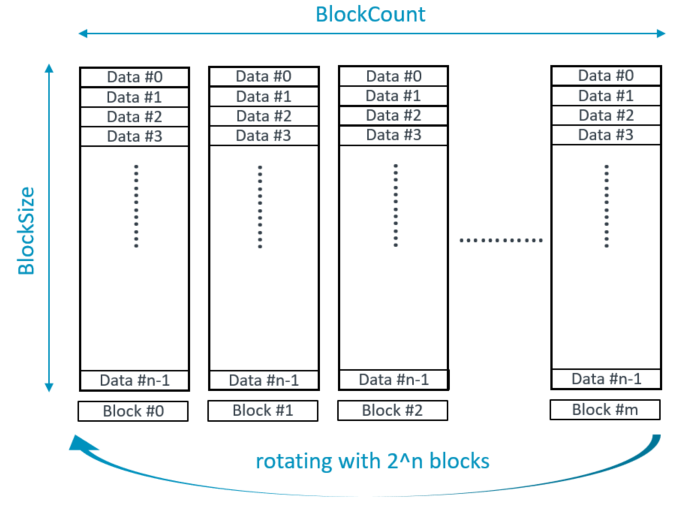 BlockCount
BlockSize
Data #0 Data #0 Data #0 Data #0
Data #1 Data #1 Data #1 Data #1
Data #2 Data #2 Data #2 Data #2
Data #3 Data #3 Data #3 Data #3
Data #n-1 Data #n-1 Data #n-1 Data #n-1
Block #0 Block #1 Block #2 Block #m
rotating with 2^n blocks